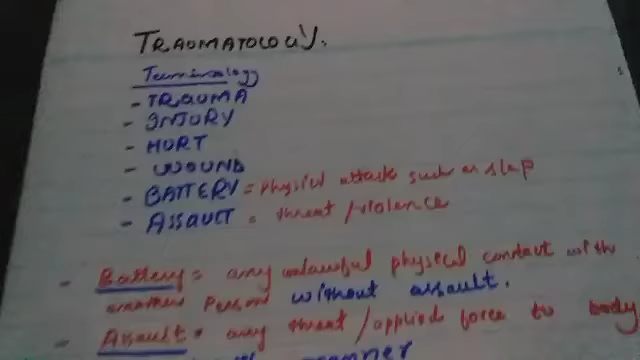 TRAUMATOLOGY.
Terminology
- TRAUMA
- INJURY
- HURT
- WOUND
- BATTERY = physical attack such as slap
- ASSAULT = threat/violence
- Battery = any unlawful physical contact with
another person without assault.
- Assault = any threat/applied force to body
manner